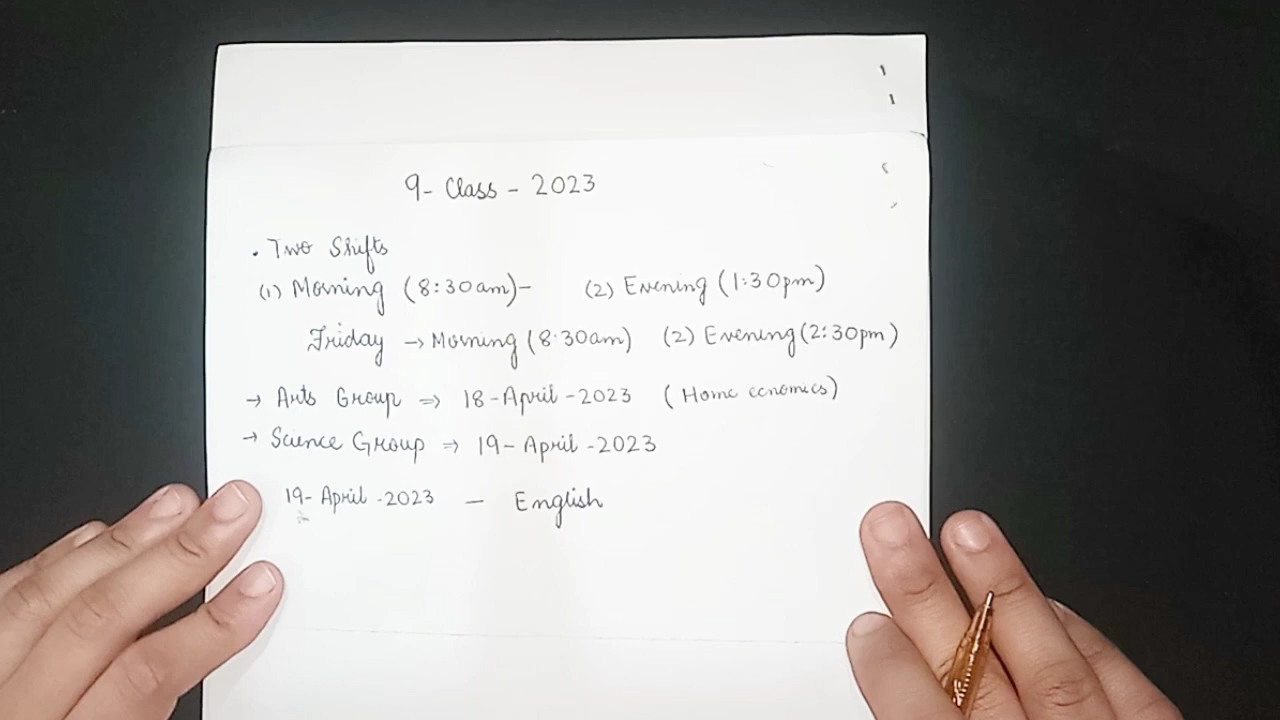 9- Class - 2023
. Two Shifts
(1) Morning (8:30am)- (2) Evening (1:30pm)
Friday → Morning (8:30am) (2) Evening (2:30pm)
→ Arts Group ⇒ 18-April-2023 (Home ecnomics)
→ Science Group ⇒ 19-April-2023
19-April-2023 — English